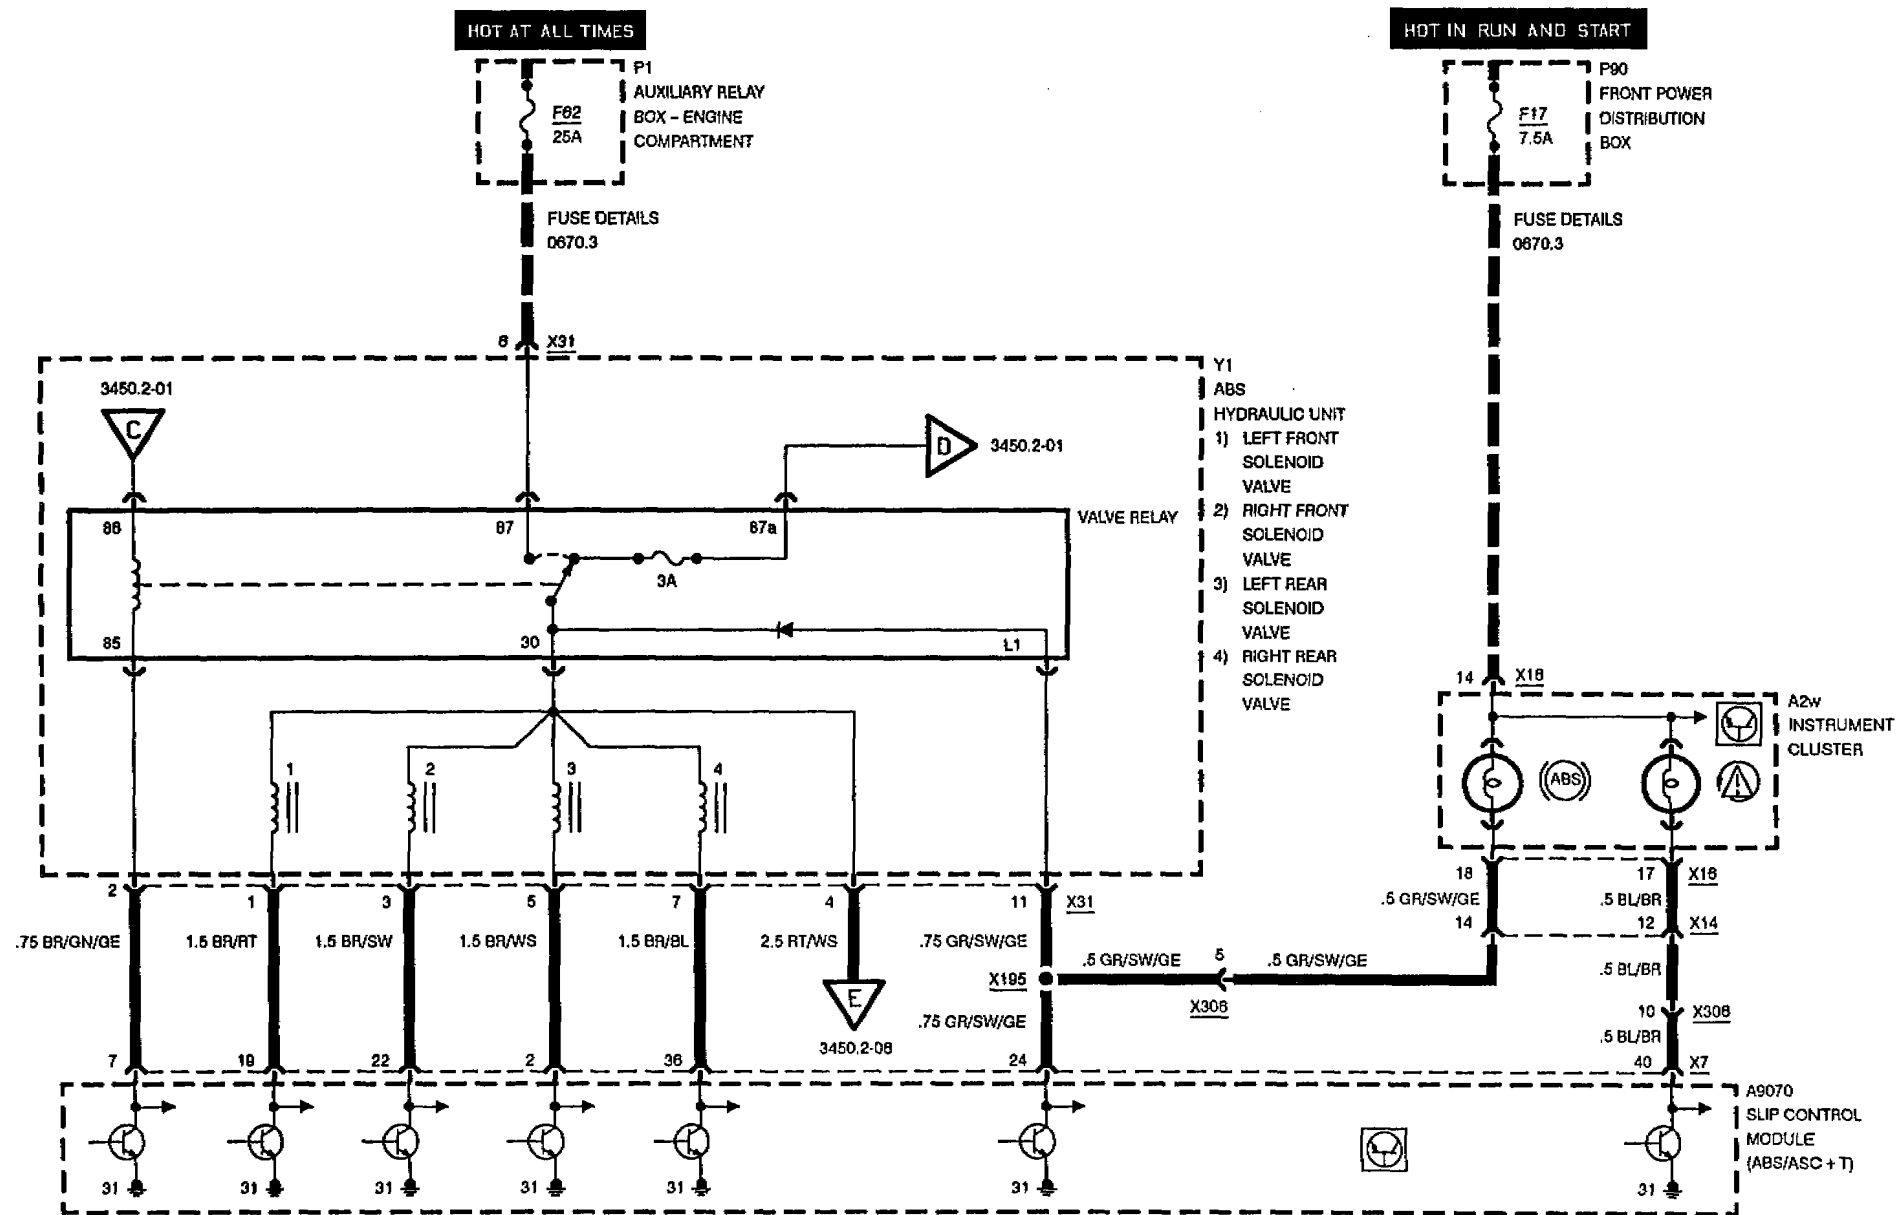 HOT AT ALL TIMES
HOT IN RUN AND START
P1
AUXILIARY RELAY
BOX – ENGINE
COMPARTMENT
F62
25A
P90
FRONT POWER
DISTRIBUTION
BOX
F17
7.5A
FUSE DETAILS
0670.3
FUSE DETAILS
0670.3
6 X31
3450.2-01
C
D 3450.2-01
Y1
ABS
HYDRAULIC UNIT
1) LEFT FRONT
SOLENOID
VALVE
2) RIGHT FRONT
SOLENOID
VALVE
3) LEFT REAR
SOLENOID
VALVE
4) RIGHT REAR
SOLENOID
VALVE
86 87 87a VALVE RELAY
3A
85 30 L1
14 X16
A2w
INSTRUMENT
CLUSTER
ABS
1 2 3 4
2 1 3 5 7 4 11 X31
18 17 X16
.75 BR/GN/GE 1.5 BR/RT 1.5 BR/SW 1.5 BR/WS 1.5 BR/BL 2.5 RT/WS .75 GR/SW/GE
.5 GR/SW/GE .5 BL/BR
14 12 X14
X195 .5 GR/SW/GE 5 .5 GR/SW/GE
X306
.5 BL/BR
E
3450.2-06
.75 GR/SW/GE
10 X306
.5 BL/BR
7 19 22 2 36 24 40 X7
A9070
SLIP CONTROL
MODULE
(ABS/ASC + T)
31 31 31 31 31 31 31